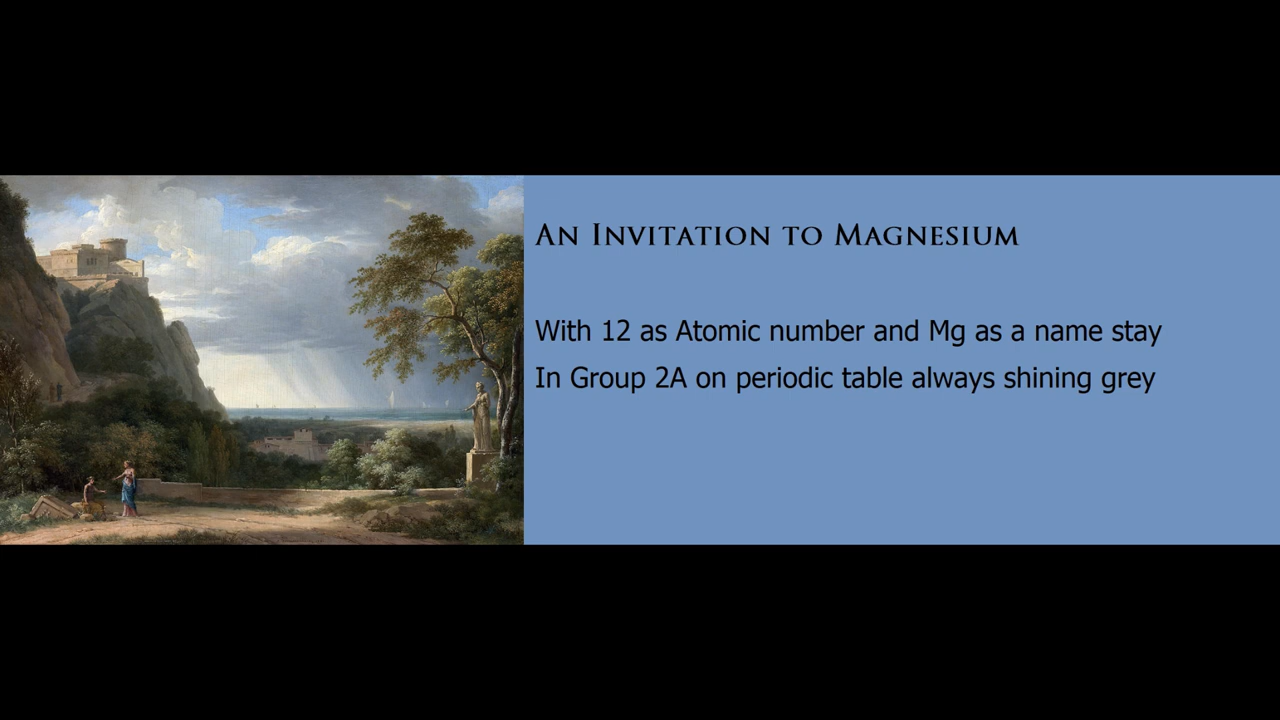 An Invitation to Magnesium
With 12 as Atomic number and Mg as a name stay
In Group 2A on periodic table always shining grey